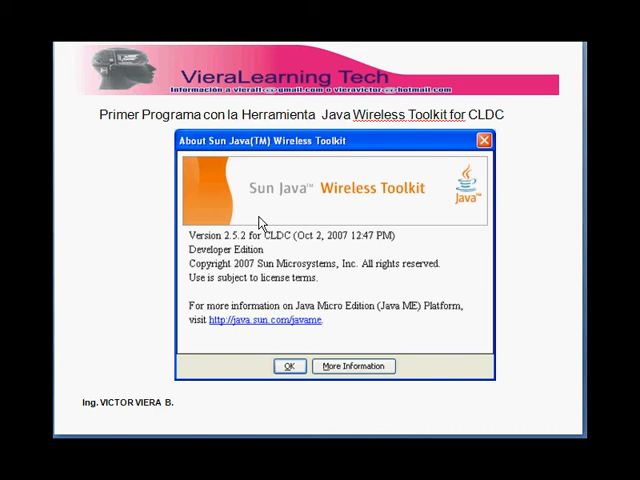 VieraLearning Tech
Primer Programa con la Herramienta Java Wireless Toolkit for CLDC
About Sun Java(TM) Wireless Toolkit
Sun Java™ Wireless Toolkit
Java™
Version 2.5.2 for CLDC (Oct 2, 2007 12:47 PM)
Developer Edition
Copyright 2007 Sun Microsystems, Inc. All rights reserved.
Use is subject to license terms.
For more information on Java Micro Edition (Java ME) Platform,
visit http://java.sun.com/javame.
OK More Information
Ing. VICTOR VIERA B.